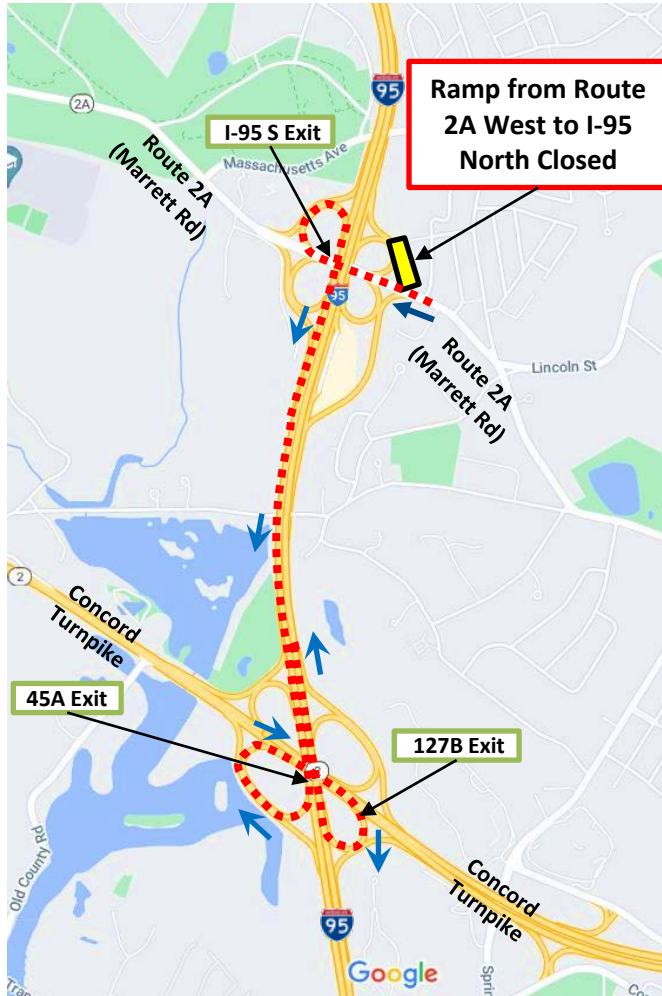 2A
INTERSTATE
95
Ramp from Route
2A West to I-95
North Closed
I-95 S Exit
Massachusetts Ave
Route 2A
(Marrett Rd)
95
Route 2A
(Marrett Rd)
Lincoln St
2
Concord
Turnpike
45A Exit
127B Exit
Old County Rd
Concord
Turnpike
95
Google